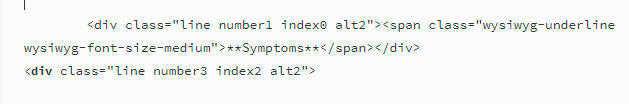 <div class="line number1 index0 alt2"><span class="wysiwyg-underline
wysiwyg-font-size-medium">**Symptoms**</span></div>
<div class="line number3 index2 alt2">